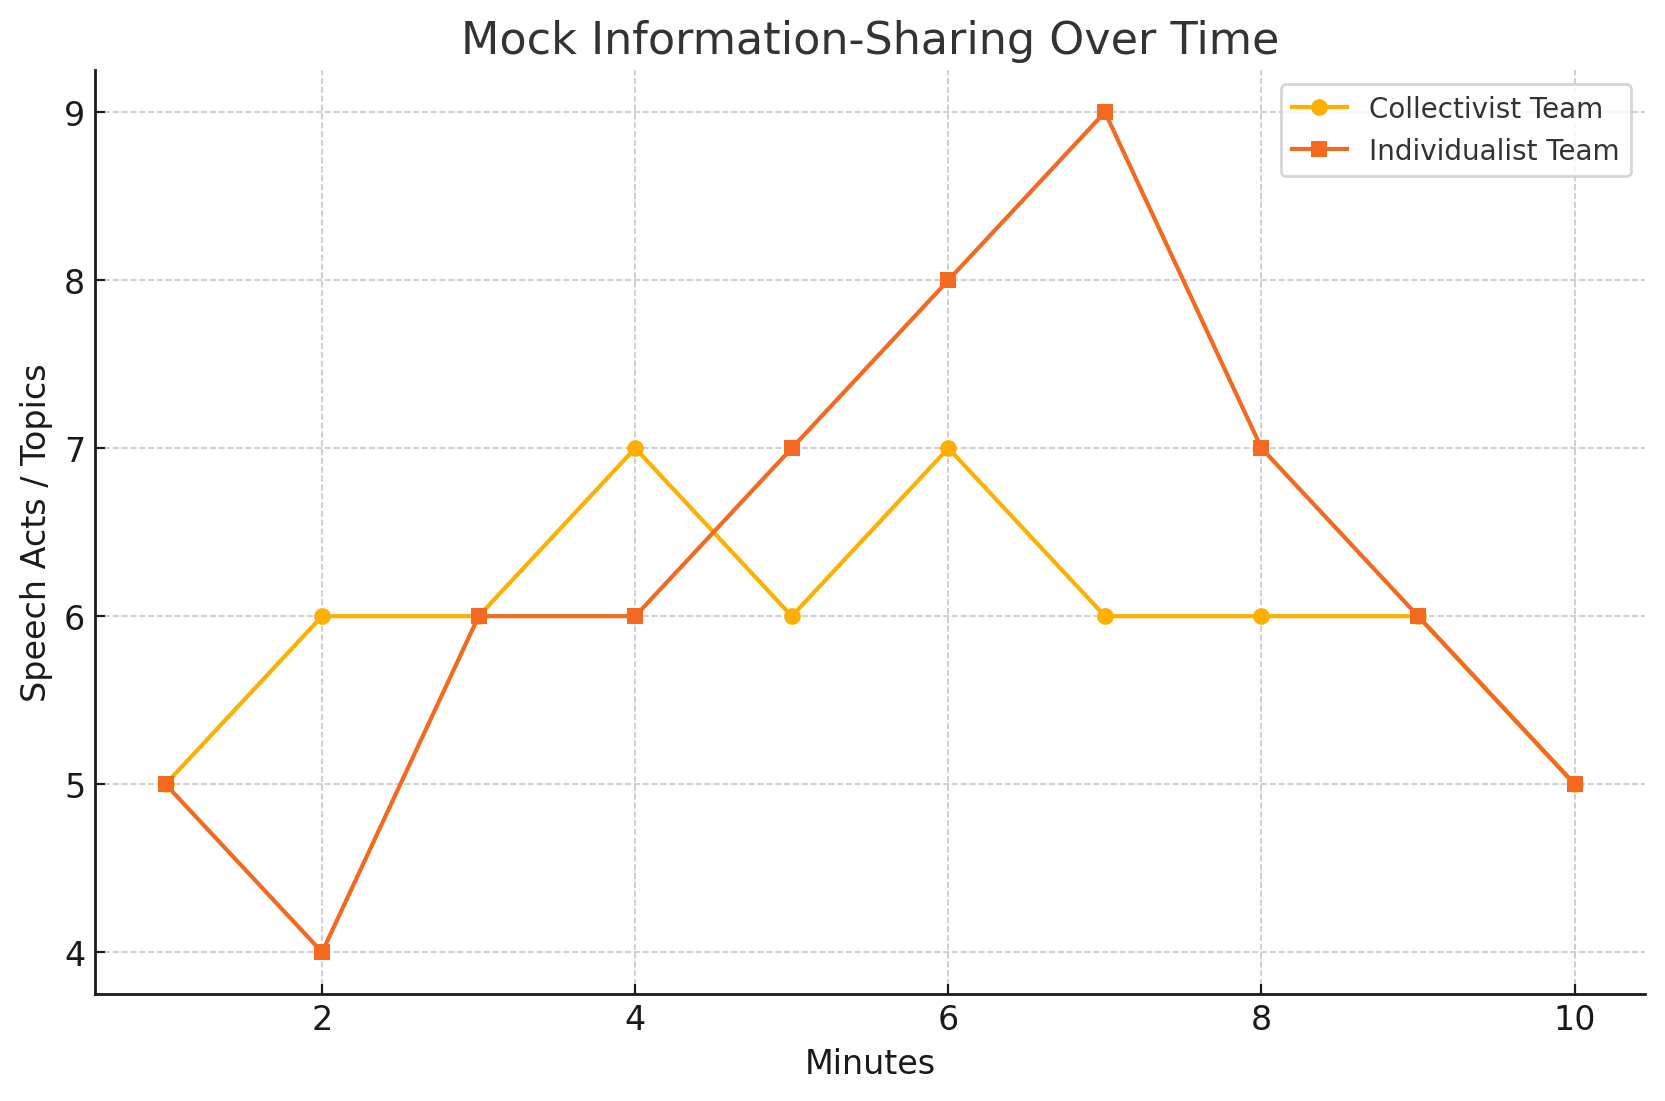 Mock Information-Sharing Over Time
Collectivist Team
Individualist Team
Speech Acts / Topics
9
8
7
6
5
4
2
4
6
8
10
Minutes